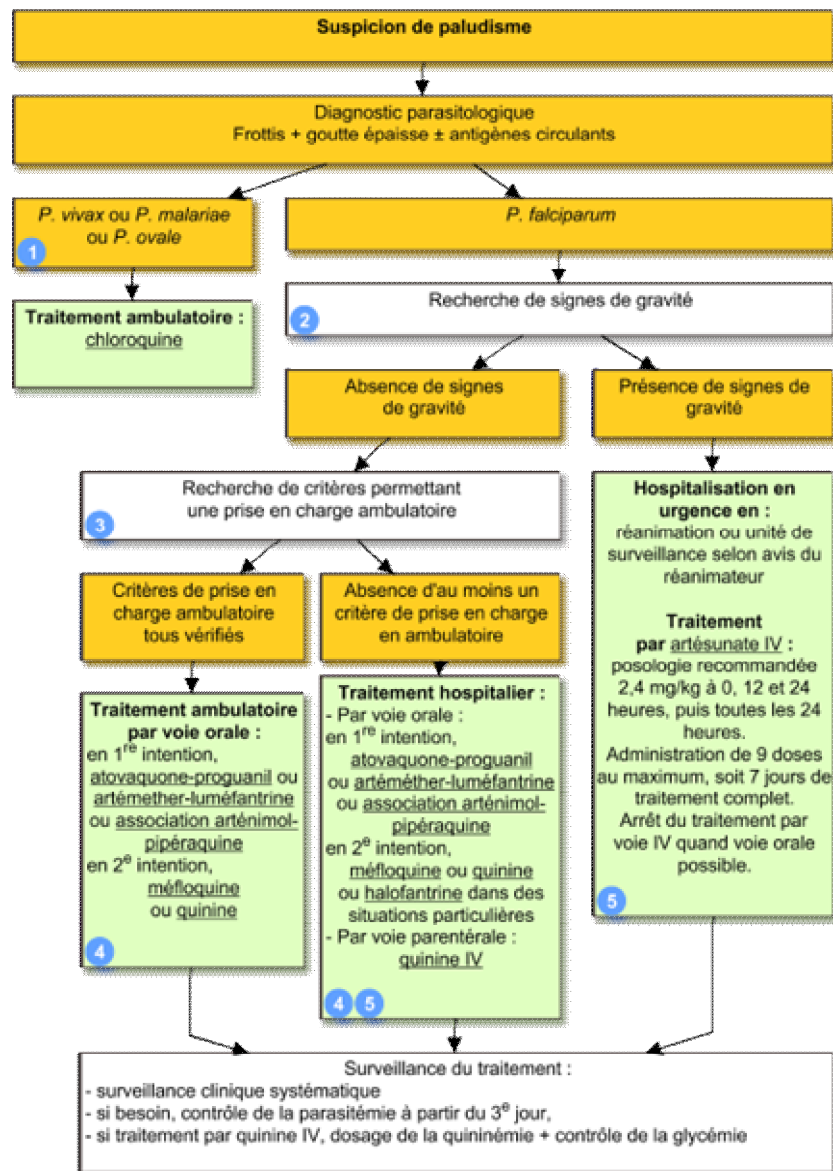 Suspicion de paludisme
Diagnostic parasitologique
Frottis + goutte épaisse ± antigènes circulants
P. vivax ou P. malariae
ou P. ovale
1
P. falciparum
Traitement ambulatoire :
chloroquine
Recherche de signes de gravité
2
Absence de signes
de gravité
Présence de signes de
gravité
Recherche de critères permettant
une prise en charge ambulatoire
3
Critères de prise en
charge ambulatoire
tous vérifiés
Absence d'au moins un
critère de prise en charge
en ambulatoire
Hospitalisation en
urgence en :
réanimation ou unité de
surveillance selon avis du
réanimateur
Traitement
par artésunate IV :
posologie recommandée
2,4 mg/kg à 0, 12 et 24
heures, puis toutes les 24
heures.
Administration de 9 doses
au maximum, soit 7 jours de
traitement complet.
Arrêt du traitement par
voie IV quand voie orale
possible.
5
Traitement ambulatoire
par voie orale :
en 1re intention,
atovaquone-proguanil ou
artémether-luméfantrine
ou association arténimol-
pipéraquine
en 2e intention,
méfloquine
ou quinine
4
Traitement hospitalier :
- Par voie orale :
en 1re intention,
atovaquone-proguanil
ou artéméther-luméfantrine
ou association arténimol-
pipéraquine
en 2e intention,
méfloquine ou quinine
ou halofantrine dans des
situations particulières
- Par voie parentérale :
quinine IV
4 5
Surveillance du traitement :
- surveillance clinique systématique
- si besoin, contrôle de la parasitémie à partir du 3e jour,
- si traitement par quinine IV, dosage de la quininémie + contrôle de la glycémie